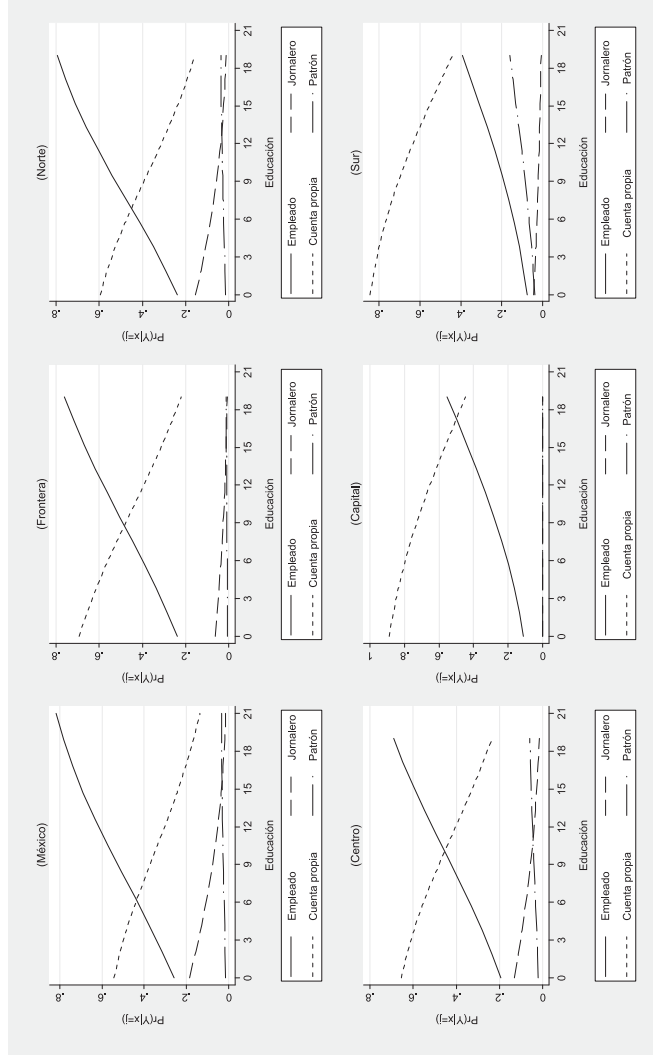 (México)
Pr(Y|x=j))
.8
.6
.4
.2
0
0 3 6 9 12 15 18 21
Educación
Empleado
Jornalero
Cuenta propia
Patrón
(Frontera)
Pr(Y|x=j))
.8
.6
.4
.2
0
0 3 6 9 12 15 18 21
Educación
Empleado
Jornalero
Cuenta propia
Patrón
(Norte)
Pr(Y|x=j))
.8
.6
.4
.2
0
0 3 6 9 12 15 18 21
Educación
Empleado
Jornalero
Cuenta propia
Patrón
(Centro)
Pr(Y|x=j))
.8
.6
.4
.2
0
0 3 6 9 12 15 18 21
Educación
Empleado
Jornalero
Cuenta propia
Patrón
(Capital)
Pr(Y|x=j))
1
.8
.6
.4
.2
0
0 3 6 9 12 15 18 21
Educación
Empleado
Jornalero
Cuenta propia
Patrón
(Sur)
Pr(Y|x=j))
.8
.6
.4
.2
0
0 3 6 9 12 15 18 21
Educación
Empleado
Jornalero
Cuenta propia
Patrón